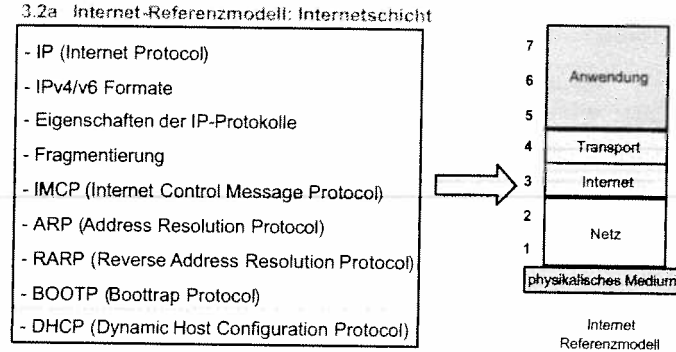 3.2a Internet-Referenzmodell: Internetschicht
- IP (Internet Protocol)
- IPv4/v6 Formate
- Eigenschaften der IP-Protokolle
- Fragmentierung
- IMCP (Internet Control Message Protocol)
- ARP (Address Resolution Protocol)
- RARP (Reverse Address Resolution Protocol)
- BOOTP (Boottrap Protocol)
- DHCP (Dynamic Host Configuration Protocol)
7
6 Anwendung
5
4 Transport
3 Internet
2
Netz
1
physikalisches Medium
Internet
Referenzmodell